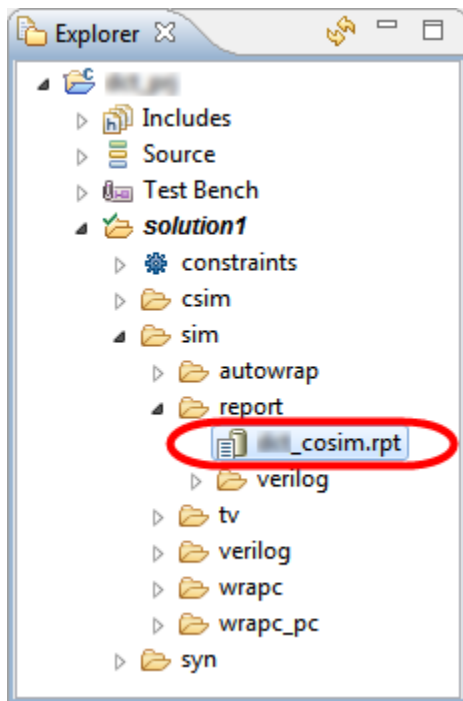 Explorer
Includes
Source
Test Bench
solution1
constraints
csim
sim
autowrap
report
_cosim.rpt
verilog
tv
verilog
wrapc
wrapc_pc
syn